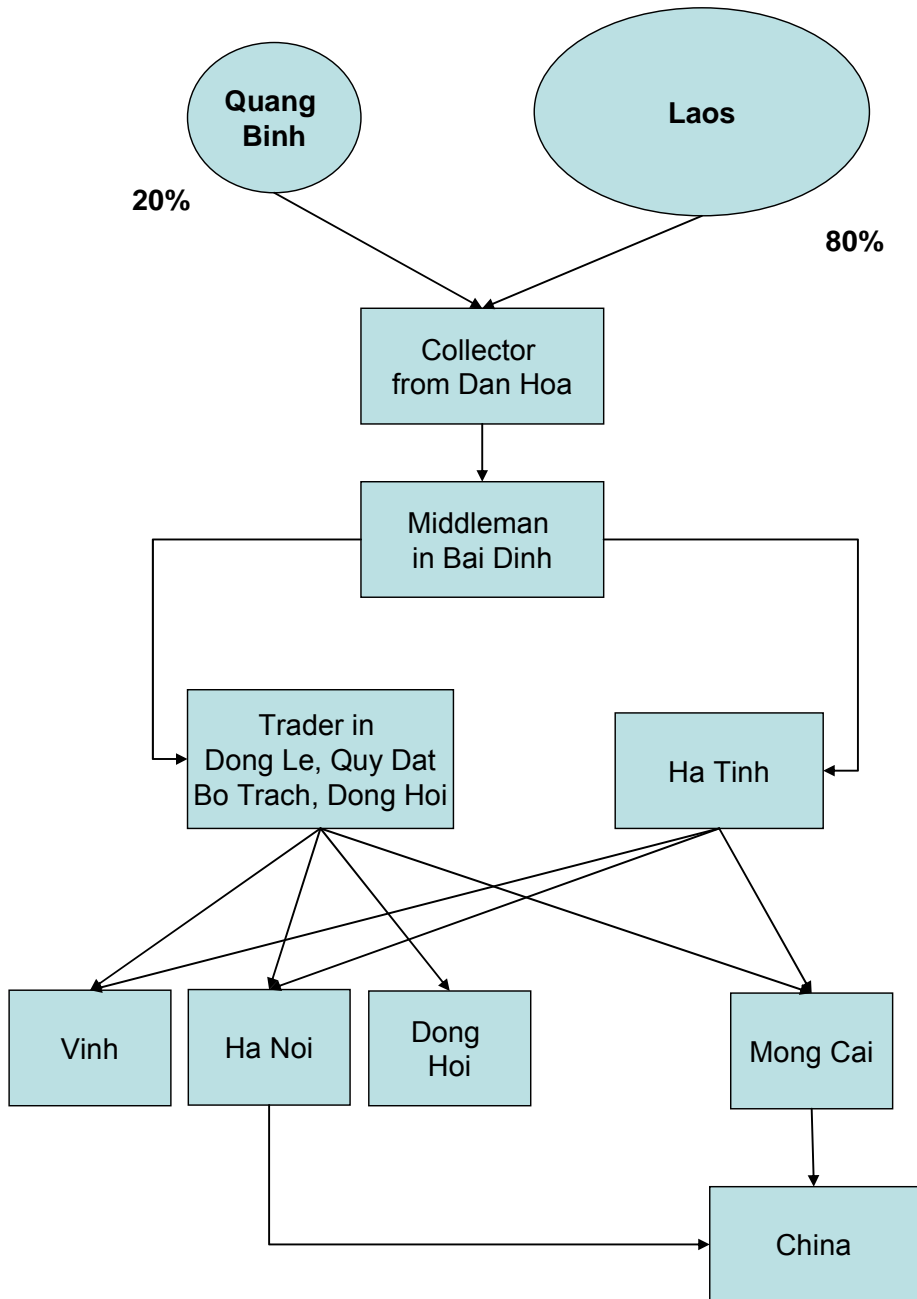 Quang
Binh
Laos
20%
80%
Collector
from Dan Hoa
Middleman
in Bai Dinh
Trader in
Dong Le, Quy Dat
Bo Trach, Dong Hoi
Ha Tinh
Vinh
Ha Noi
Dong
Hoi
Mong Cai
China